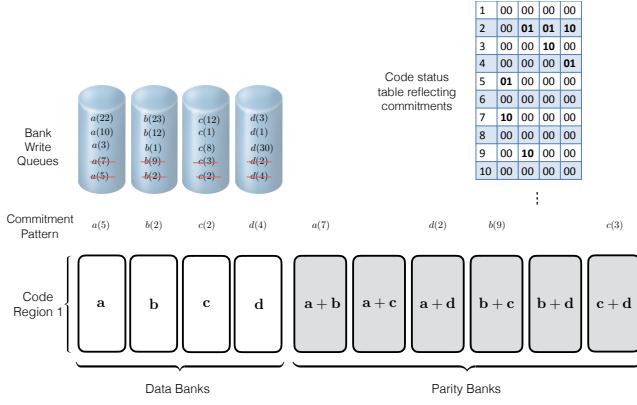 1 00 00 00 00
2 00 01 01 10
3 00 00 10 00
4 00 00 00 01
5 01 00 00 00
6 00 00 00 00
7 10 00 00 00
8 00 00 00 00
9 00 10 00 00
10 00 00 00 00
⋮
Code status
table reflecting
commitments
Bank
Write
Queues
a(22) b(23) c(12) d(3)
a(10) b(12) c(1) d(1)
a(3) b(1) c(8) d(30)
a(7) b(9) c(3) d(2)
a(5) b(2) c(2) d(4)
Commitment
Pattern
a(5) b(2) c(2) d(4) a(7) d(2) b(9) c(3)
Code
Region 1
a b c d a + b a + c a + d b + c b + d c + d
Data Banks Parity Banks